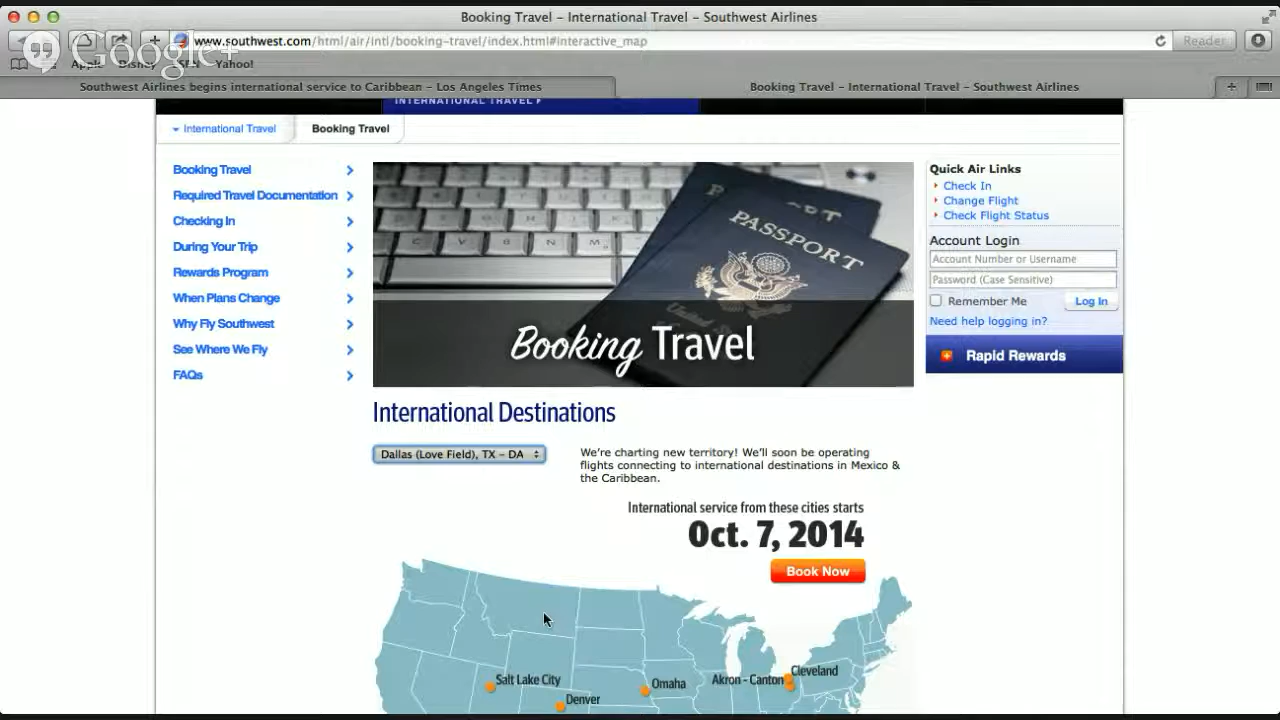 Booking Travel – International Travel – Southwest Airlines
www.southwest.com/html/air/intl/booking-travel/index.html#interactive_map
Reader
Google+
Apple Disney ESPN Yahoo!
Southwest Airlines begins international service to Caribbean – Los Angeles Times
Booking Travel – International Travel – Southwest Airlines
INTERNATIONAL TRAVEL
International Travel
Booking Travel
Booking Travel
Required Travel Documentation
Checking In
During Your Trip
Rewards Program
When Plans Change
Why Fly Southwest
See Where We Fly
FAQs
PASSPORT
Booking Travel
Quick Air Links
Check In
Change Flight
Check Flight Status
Account Login
Account Number or Username
Password (Case Sensitive)
Remember Me
Log In
Need help logging in?
Rapid Rewards
International Destinations
Dallas (Love Field), TX – DA
We're charting new territory! We'll soon be operating
flights connecting to international destinations in Mexico &
the Caribbean.
International service from these cities starts
Oct. 7, 2014
Book Now
Salt Lake City
Denver
Omaha
Akron - Canton
Cleveland